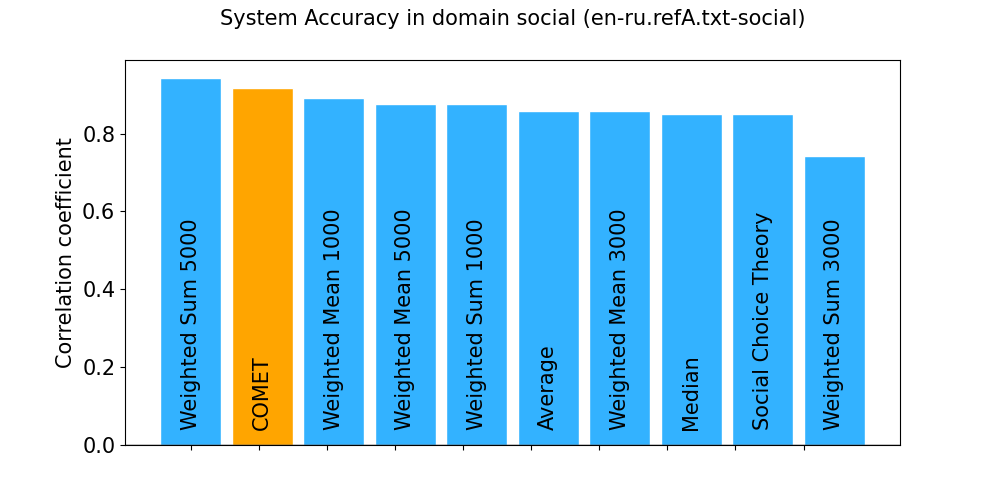 System Accuracy in domain social (en-ru.refA.txt-social)
Correlation coefficient
0.8
0.6
0.4
0.2
0.0
Weighted Sum 5000
COMET
Weighted Mean 1000
Weighted Mean 5000
Weighted Sum 1000
Average
Weighted Mean 3000
Median
Social Choice Theory
Weighted Sum 3000